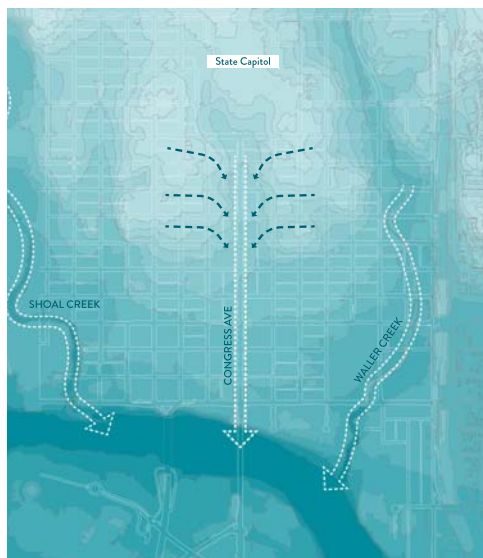 State Capitol
SHOAL CREEK
CONGRESS AVE
WALLER CREEK